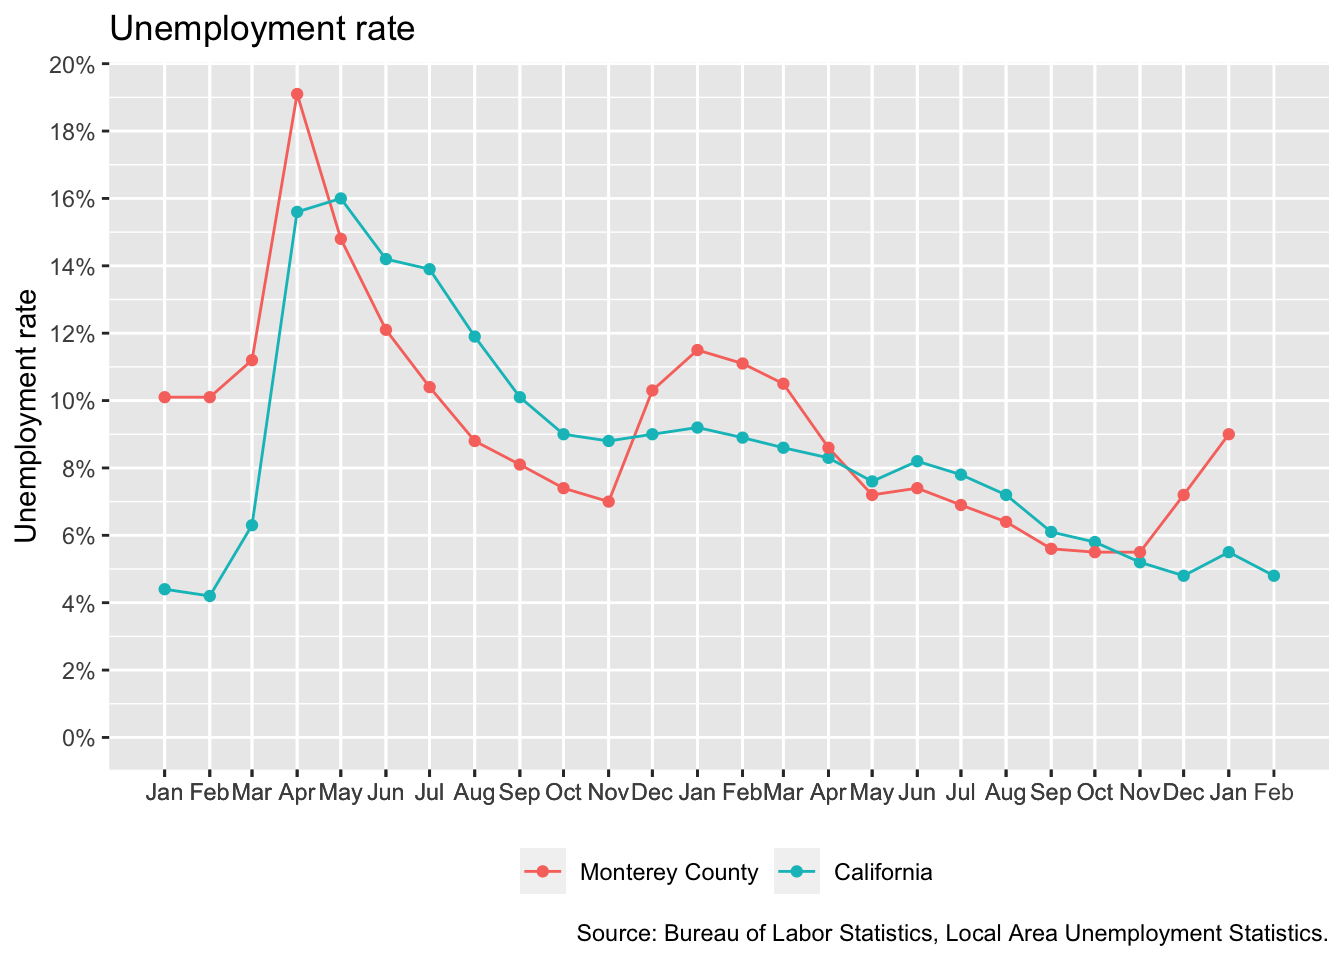 Unemployment rate
Unemployment rate
20%
18%
16%
14%
12%
10%
8%
6%
4%
2%
0%
Jan Feb Mar Apr May Jun Jul Aug Sep Oct Nov Dec Jan Feb Mar Apr May Jun Jul Aug Sep Oct Nov Dec Jan Feb
Monterey County California
Source: Bureau of Labor Statistics, Local Area Unemployment Statistics.